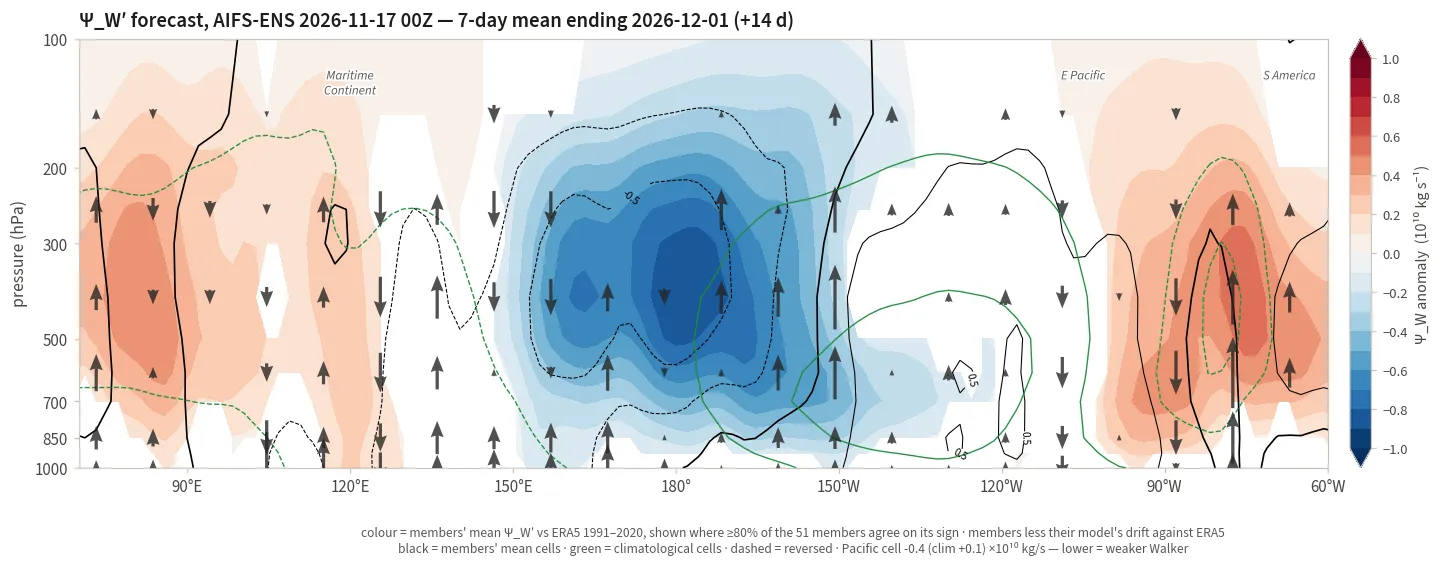 Ψ_W′ forecast, AIFS-ENS 2026-11-17 00Z — 7-day mean ending 2026-12-01 (+14 d)
100
200
300
400
500
700
850
1000
pressure (hPa)
Maritime
Continent
E Pacific
S America
-0.5
0.5
0.5
0.5
90°E
120°E
150°E
180°
150°W
120°W
90°W
60°W
1.0
0.8
0.6
0.4
0.2
0.0
−0.2
−0.4
−0.6
−0.8
−1.0
Ψ_W anomaly (10¹⁰ kg s⁻¹)
colour = members' mean Ψ_W′ vs ERA5 1991–2020, shown where ≥80% of the 51 members agree on its sign · members less their model's drift against ERA5
black = members' mean cells · green = climatological cells · dashed = reversed · Pacific cell -0.4 (clim +0.1) ×10¹⁰ kg/s — lower = weaker Walker